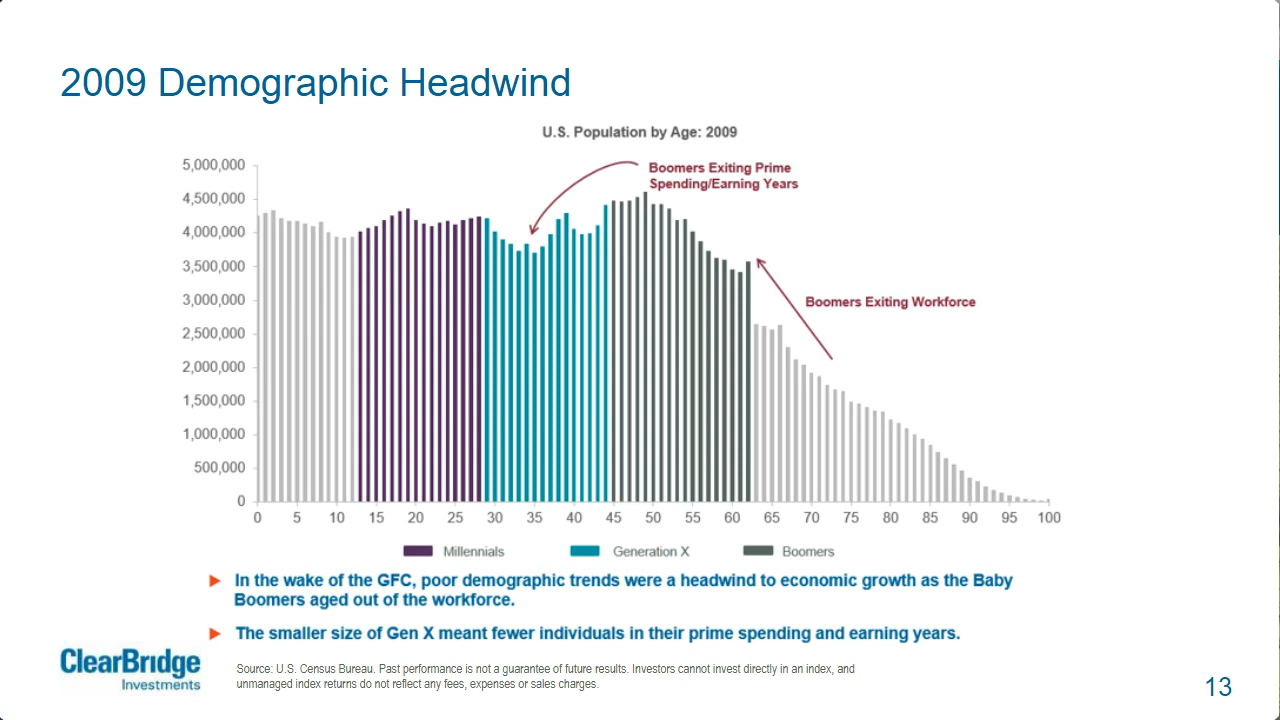 2009 Demographic Headwind
U.S. Population by Age: 2009
5,000,000
4,500,000
4,000,000
3,500,000
3,000,000
2,500,000
2,000,000
1,500,000
1,000,000
500,000
0
Boomers Exiting Prime
Spending/Earning Years
Boomers Exiting Workforce
0 5 10 15 20 25 30 35 40 45 50 55 60 65 70 75 80 85 90 95 100
Millennials Generation X Boomers
In the wake of the GFC, poor demographic trends were a headwind to economic growth as the Baby
Boomers aged out of the workforce.
The smaller size of Gen X meant fewer individuals in their prime spending and earning years.
ClearBridge
Investments
Source: U.S. Census Bureau. Past performance is not a guarantee of future results. Investors cannot invest directly in an index, and
unmanaged index returns do not reflect any fees, expenses or sales charges.
13